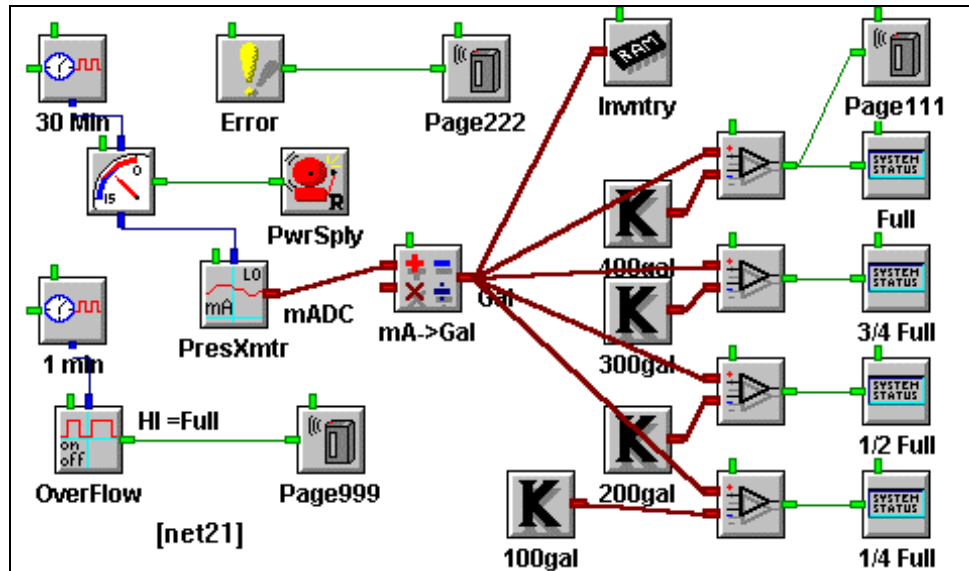 RAM
30 Min
Error
Page222
Invntry
Page111
0
15
R
PwrSply
K
SYSTEM
STATUS
Full
400gal
LO
mA
mADC
PresXmtr
mA->Gal
Gal
K
SYSTEM
STATUS
300gal
3/4 Full
1 min
HI =Full
on
off
OverFlow
Page999
K
SYSTEM
STATUS
200gal
1/2 Full
K
SYSTEM
STATUS
100gal
1/4 Full
[net21]